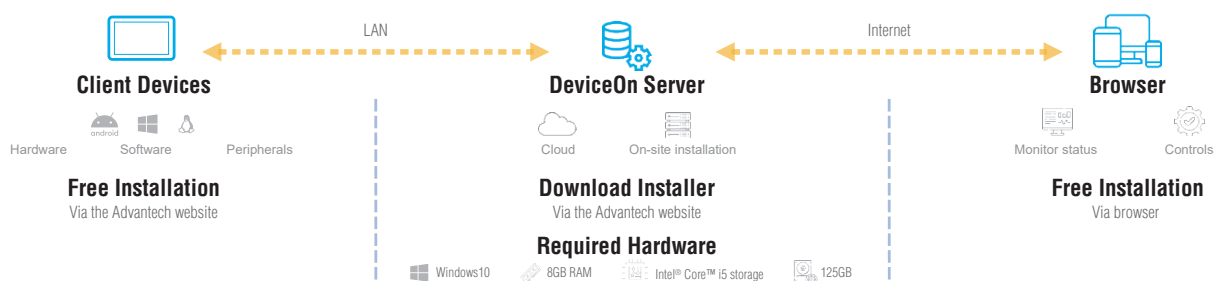 LAN
Internet
Client Devices
DeviceOn Server
Browser
android
Hardware
Software
Peripherals
Cloud
On-site installation
Monitor status
Controls
Free Installation
Via the Advantech website
Download Installer
Via the Advantech website
Free Installation
Via browser
Required Hardware
Windows10
8GB RAM
Intel® Core™ i5 storage
125GB